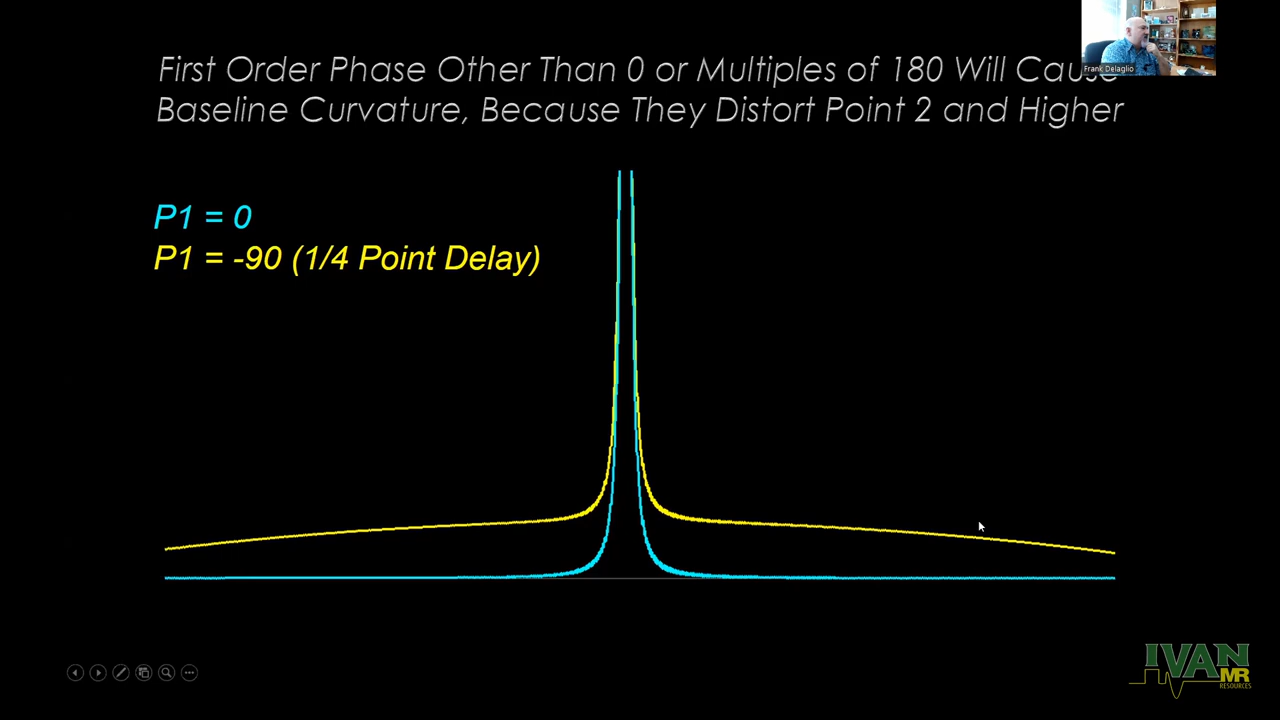 First Order Phase Other Than 0 or Multiples of 180 Will Cause
Baseline Curvature, Because They Distort Point 2 and Higher
Frank Delaglio
P1 = 0
P1 = -90 (1/4 Point Delay)
IVAN
MR
RESOURCES